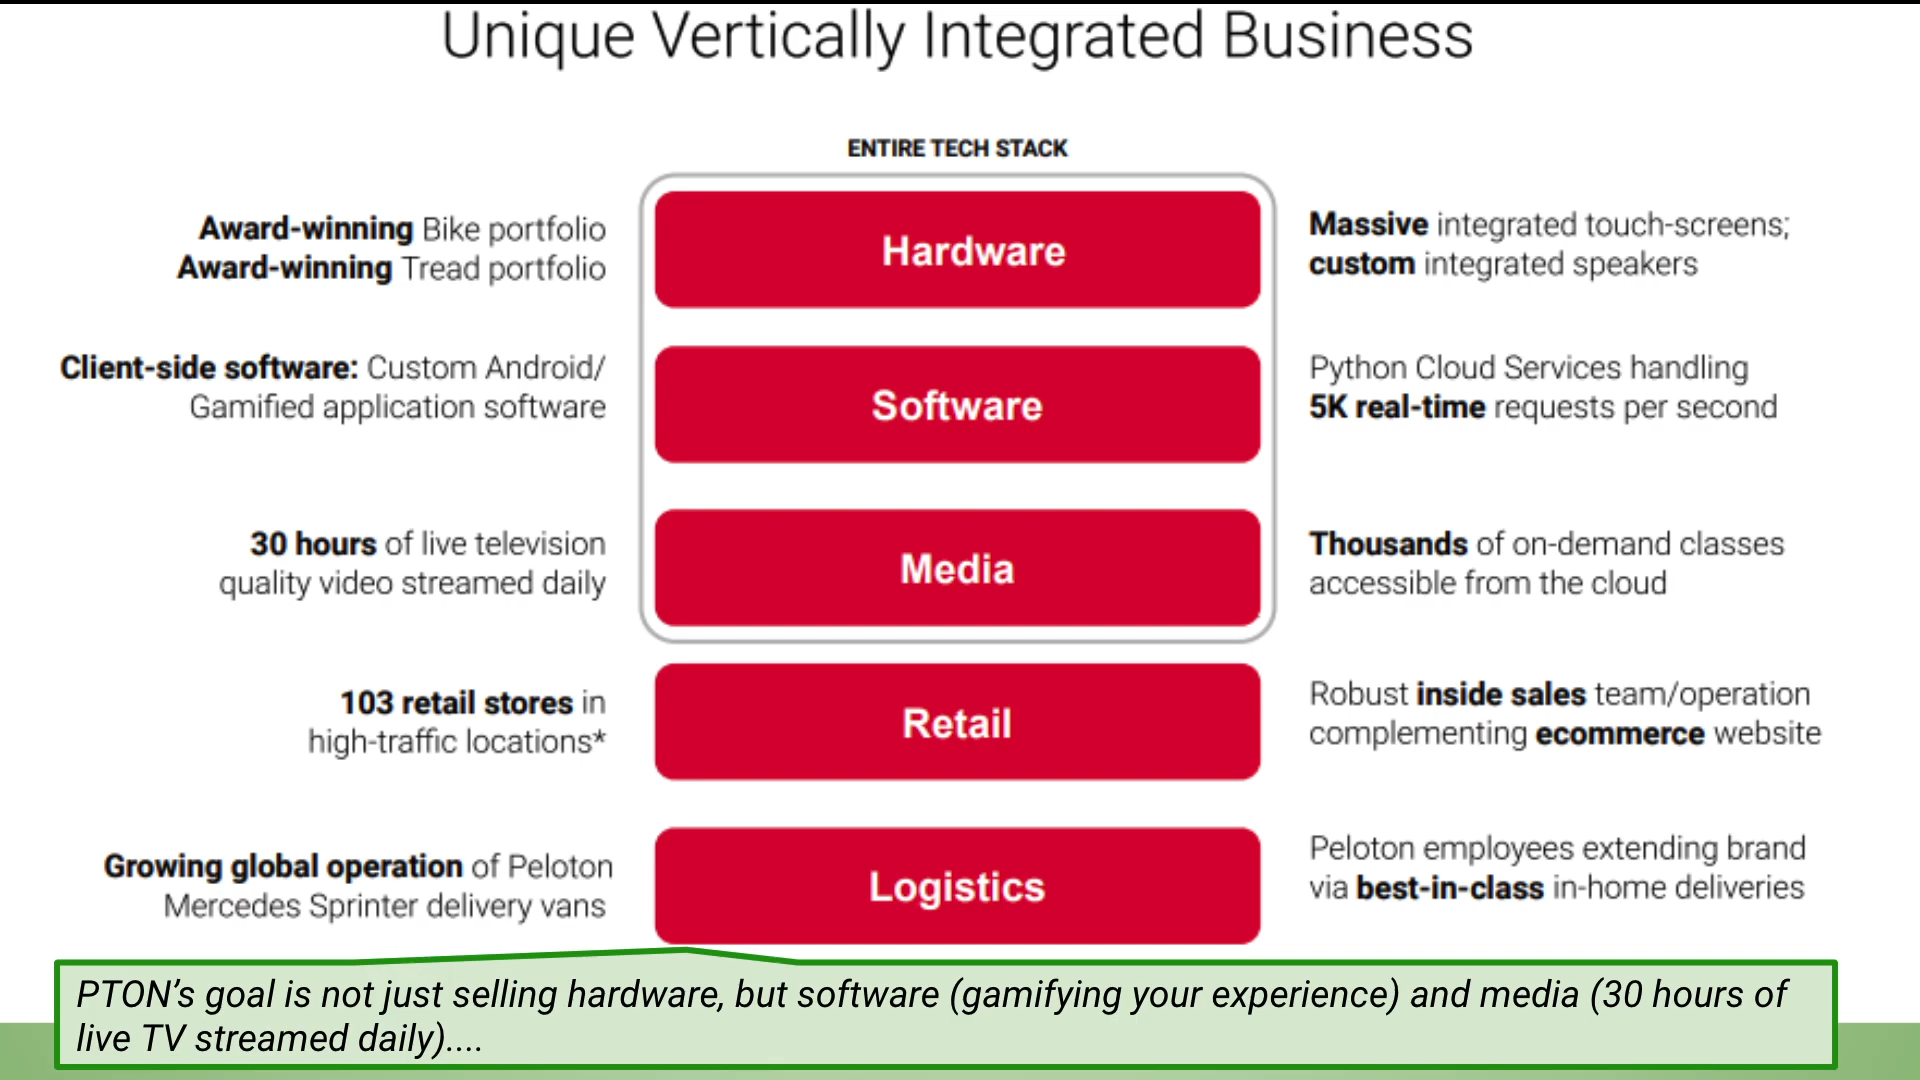 Unique Vertically Integrated Business
ENTIRE TECH STACK
Award-winning Bike portfolio
Award-winning Tread portfolio
Hardware
Massive integrated touch-screens;
custom integrated speakers
Client-side software: Custom Android/
Gamified application software
Software
Python Cloud Services handling
5K real-time requests per second
30 hours of live television
quality video streamed daily
Media
Thousands of on-demand classes
accessible from the cloud
103 retail stores in
high-traffic locations*
Retail
Robust inside sales team/operation
complementing ecommerce website
Growing global operation of Peloton
Mercedes Sprinter delivery vans
Logistics
Peloton employees extending brand
via best-in-class in-home deliveries
PTON’s goal is not just selling hardware, but software (gamifying your experience) and media (30 hours of
live TV streamed daily)....